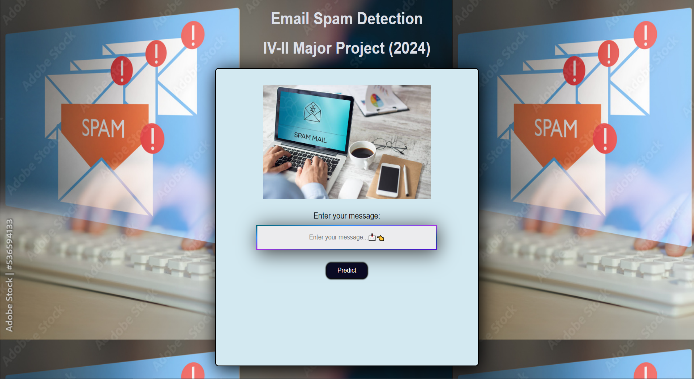 Email Spam Detection
IV-II Major Project (2024)
SPAM
SPAM
SPAM MAIL
Enter your message:
Enter your message
Predict
Adobe Stock | #536594133
Adobe Stock
Adobe Stock